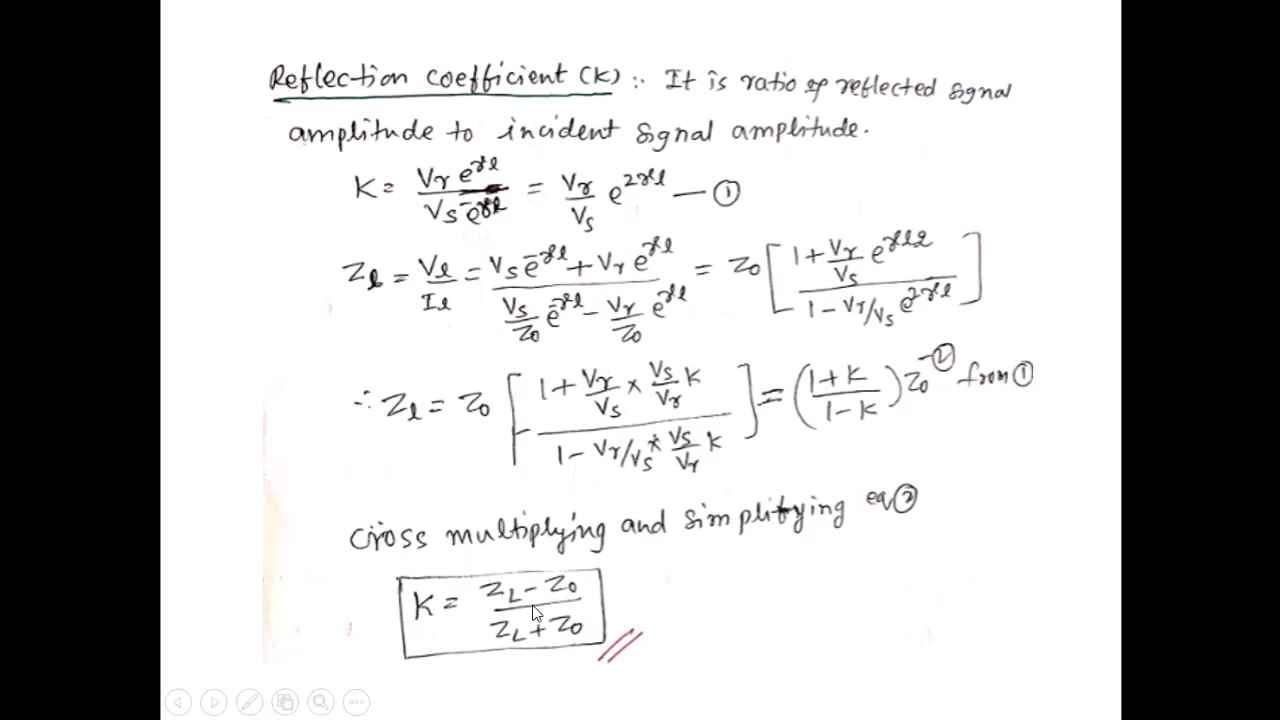 Reflection coefficient (K) :. It is ratio of reflected signal
amplitude to incident signal amplitude.
K = Vr e^γl / Vs e^-γl = Vr/Vs e^2γl — ①
Zl = Vl/Il = (Vs e^-γl + Vr e^γl) / (Vs/Z0 e^-γl - Vr/Z0 e^γl) = Z0 [ (1 + Vr/Vs e^γl2) / (1 - Vr/Vs e^2γl) ]
∴ Zl = Z0 [ (1 + Vr/Vs × Vs/Vr K) / (1 - Vr/Vs * Vs/Vr K) ] = ((1+K)/(1-K)) Z0 -② from ①
Cross multiplying and simplifying eq ②
K = (ZL - Z0) / (ZL + Z0) //